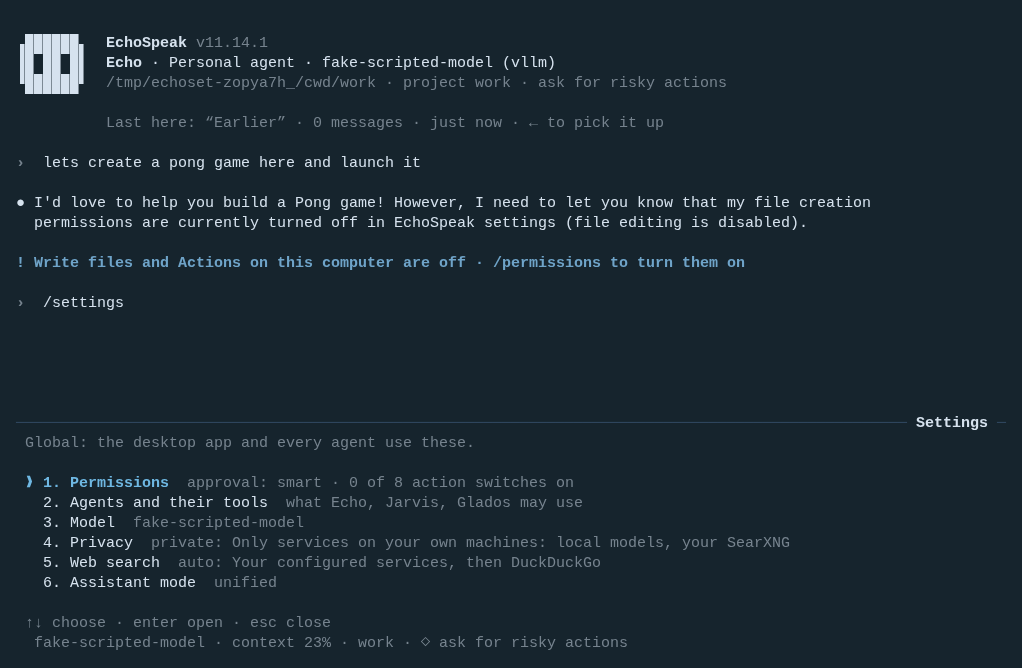 EchoSpeak v11.14.1
Echo · Personal agent · fake-scripted-model (vllm)
/tmp/echoset-zopya7h_/cwd/work · project work · ask for risky actions
Last here: “Earlier” · 0 messages · just now · ← to pick it up
› lets create a pong game here and launch it
● I'd love to help you build a Pong game! However, I need to let you know that my file creation
permissions are currently turned off in EchoSpeak settings (file editing is disabled).
! Write files and Actions on this computer are off · /permissions to turn them on
› /settings
Settings
Global: the desktop app and every agent use these.
❫ 1. Permissions approval: smart · 0 of 8 action switches on
2. Agents and their tools what Echo, Jarvis, Glados may use
3. Model fake-scripted-model
4. Privacy private: Only services on your own machines: local models, your SearXNG
5. Web search auto: Your configured services, then DuckDuckGo
6. Assistant mode unified
↑↓ choose · enter open · esc close
fake-scripted-model · context 23% · work · ◇ ask for risky actions